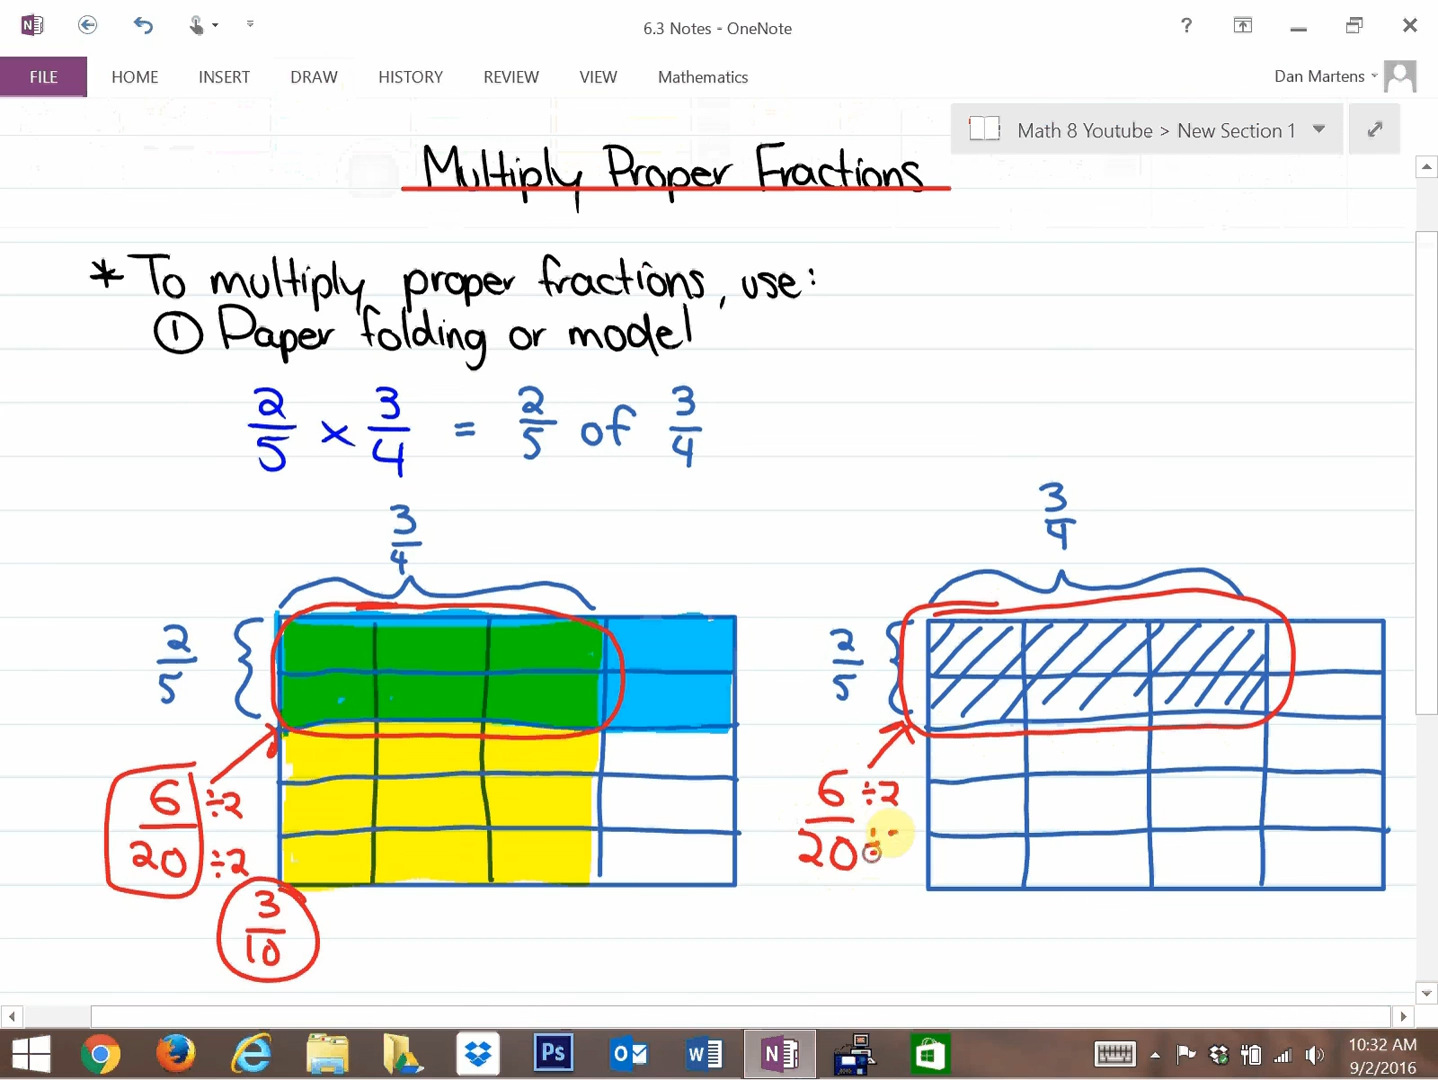 6.3 Notes - OneNote
?
FILE HOME INSERT DRAW HISTORY REVIEW VIEW Mathematics
Dan Martens
Math 8 Youtube > New Section 1
Multiply Proper Fractions
* To multiply proper fractions, use:
① Paper folding or model
2/5 × 3/4 = 2/5 of 3/4
3/4
3/4
2/5
2/5
6/20 ÷2 ÷2
3/10
6/20 ÷2
Ps
10:32 AM
9/2/2016